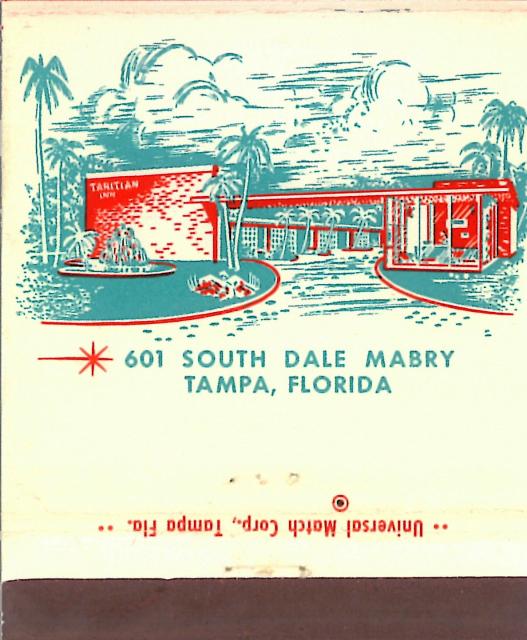 TAHITIAN
INN
601 SOUTH DALE MABRY
TAMPA, FLORIDA
•• Universal Match Corp., Tampa Fla. ••